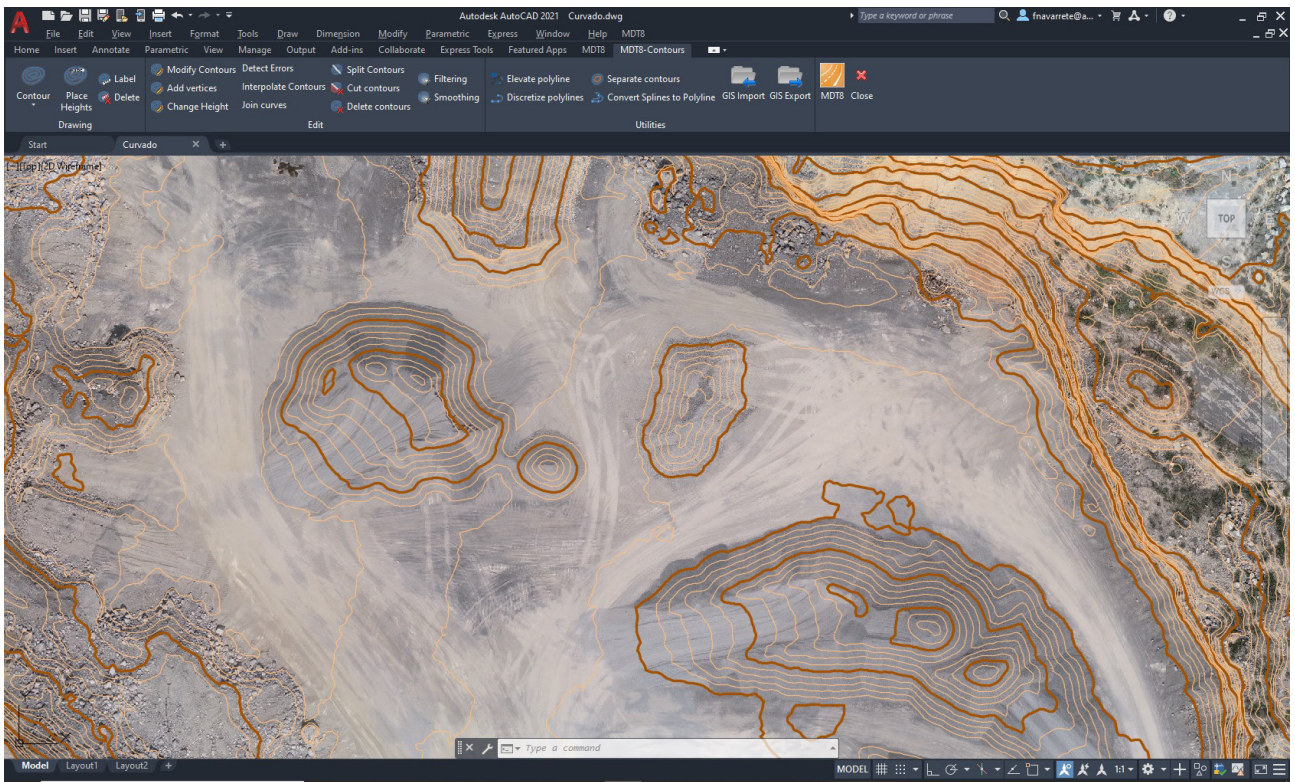 Autodesk AutoCAD 2021 Curvado.dwg
Type a keyword or phrase
fnavarrete@a...
File Edit View Insert Format Tools Draw Dimension Modify Parametric Express Window Help MDT8
Home Insert Annotate Parametric View Manage Output Add-ins Collaborate Express Tools Featured Apps MDT8 MDT8-Contours
Contour
Place Heights
Label
Delete
Drawing
Modify Contours
Add vertices
Change Height
Detect Errors
Interpolate Contours
Join curves
Split Contours
Cut contours
Delete contours
Filtering
Smoothing
Edit
Elevate polyline
Discretize polylines
Separate contours
Convert Splines to Polyline
GIS Import
GIS Export
Utilities
MDT8
Close
Start
Curvado
[-][Top][2D Wireframe]
N
W
TOP
S
WCS
Y
X
Type a command
Model Layout1 Layout2
MODEL
1:1